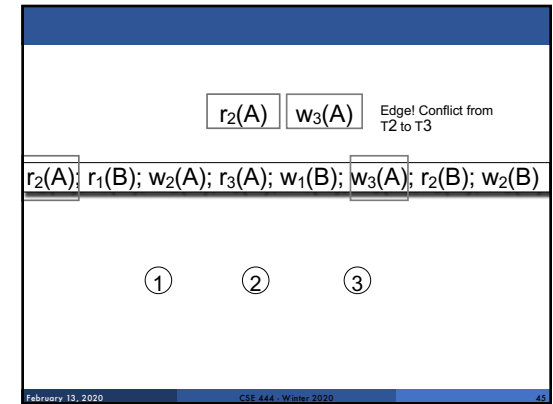 r₂(A) w₃(A) Edge! Conflict from
T2 to T3
r₂(A); r₁(B); w₂(A); r₃(A); w₁(B); w₃(A); r₂(B); w₂(B)
1 2 3
February 13, 2020 CSE 444 - Winter 2020 45